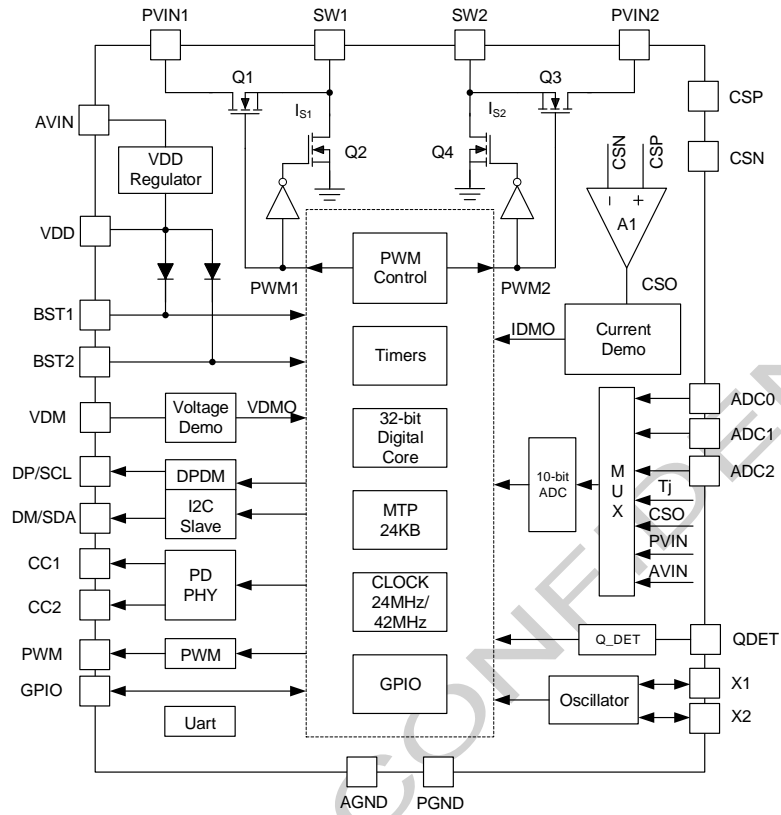 PVIN1
SW1
SW2
PVIN2
Q1
Q3
CSP
AVIN
IS1
IS2
Q2
Q4
CSN
CSP
CSN
VDD
Regulator
− +
A1
VDD
PWM
Control
PWM1
PWM2
CSO
BST1
IDMO
Current
Demo
Timers
BST2
ADC0
VDM
Voltage
Demo
VDMO
32-bit
Digital
Core
ADC1
MUX
10-bit
ADC
ADC2
DP/SCL
DPDM
Tj
I2C
Slave
MTP
24KB
CSO
DM/SDA
PVIN
CC1
PD
PHY
CLOCK
24MHz/
42MHz
AVIN
CC2
PWM
PWM
Q_DET
QDET
GPIO
GPIO
Oscillator
X1
X2
Uart
AGND
PGND
CONFIDEN